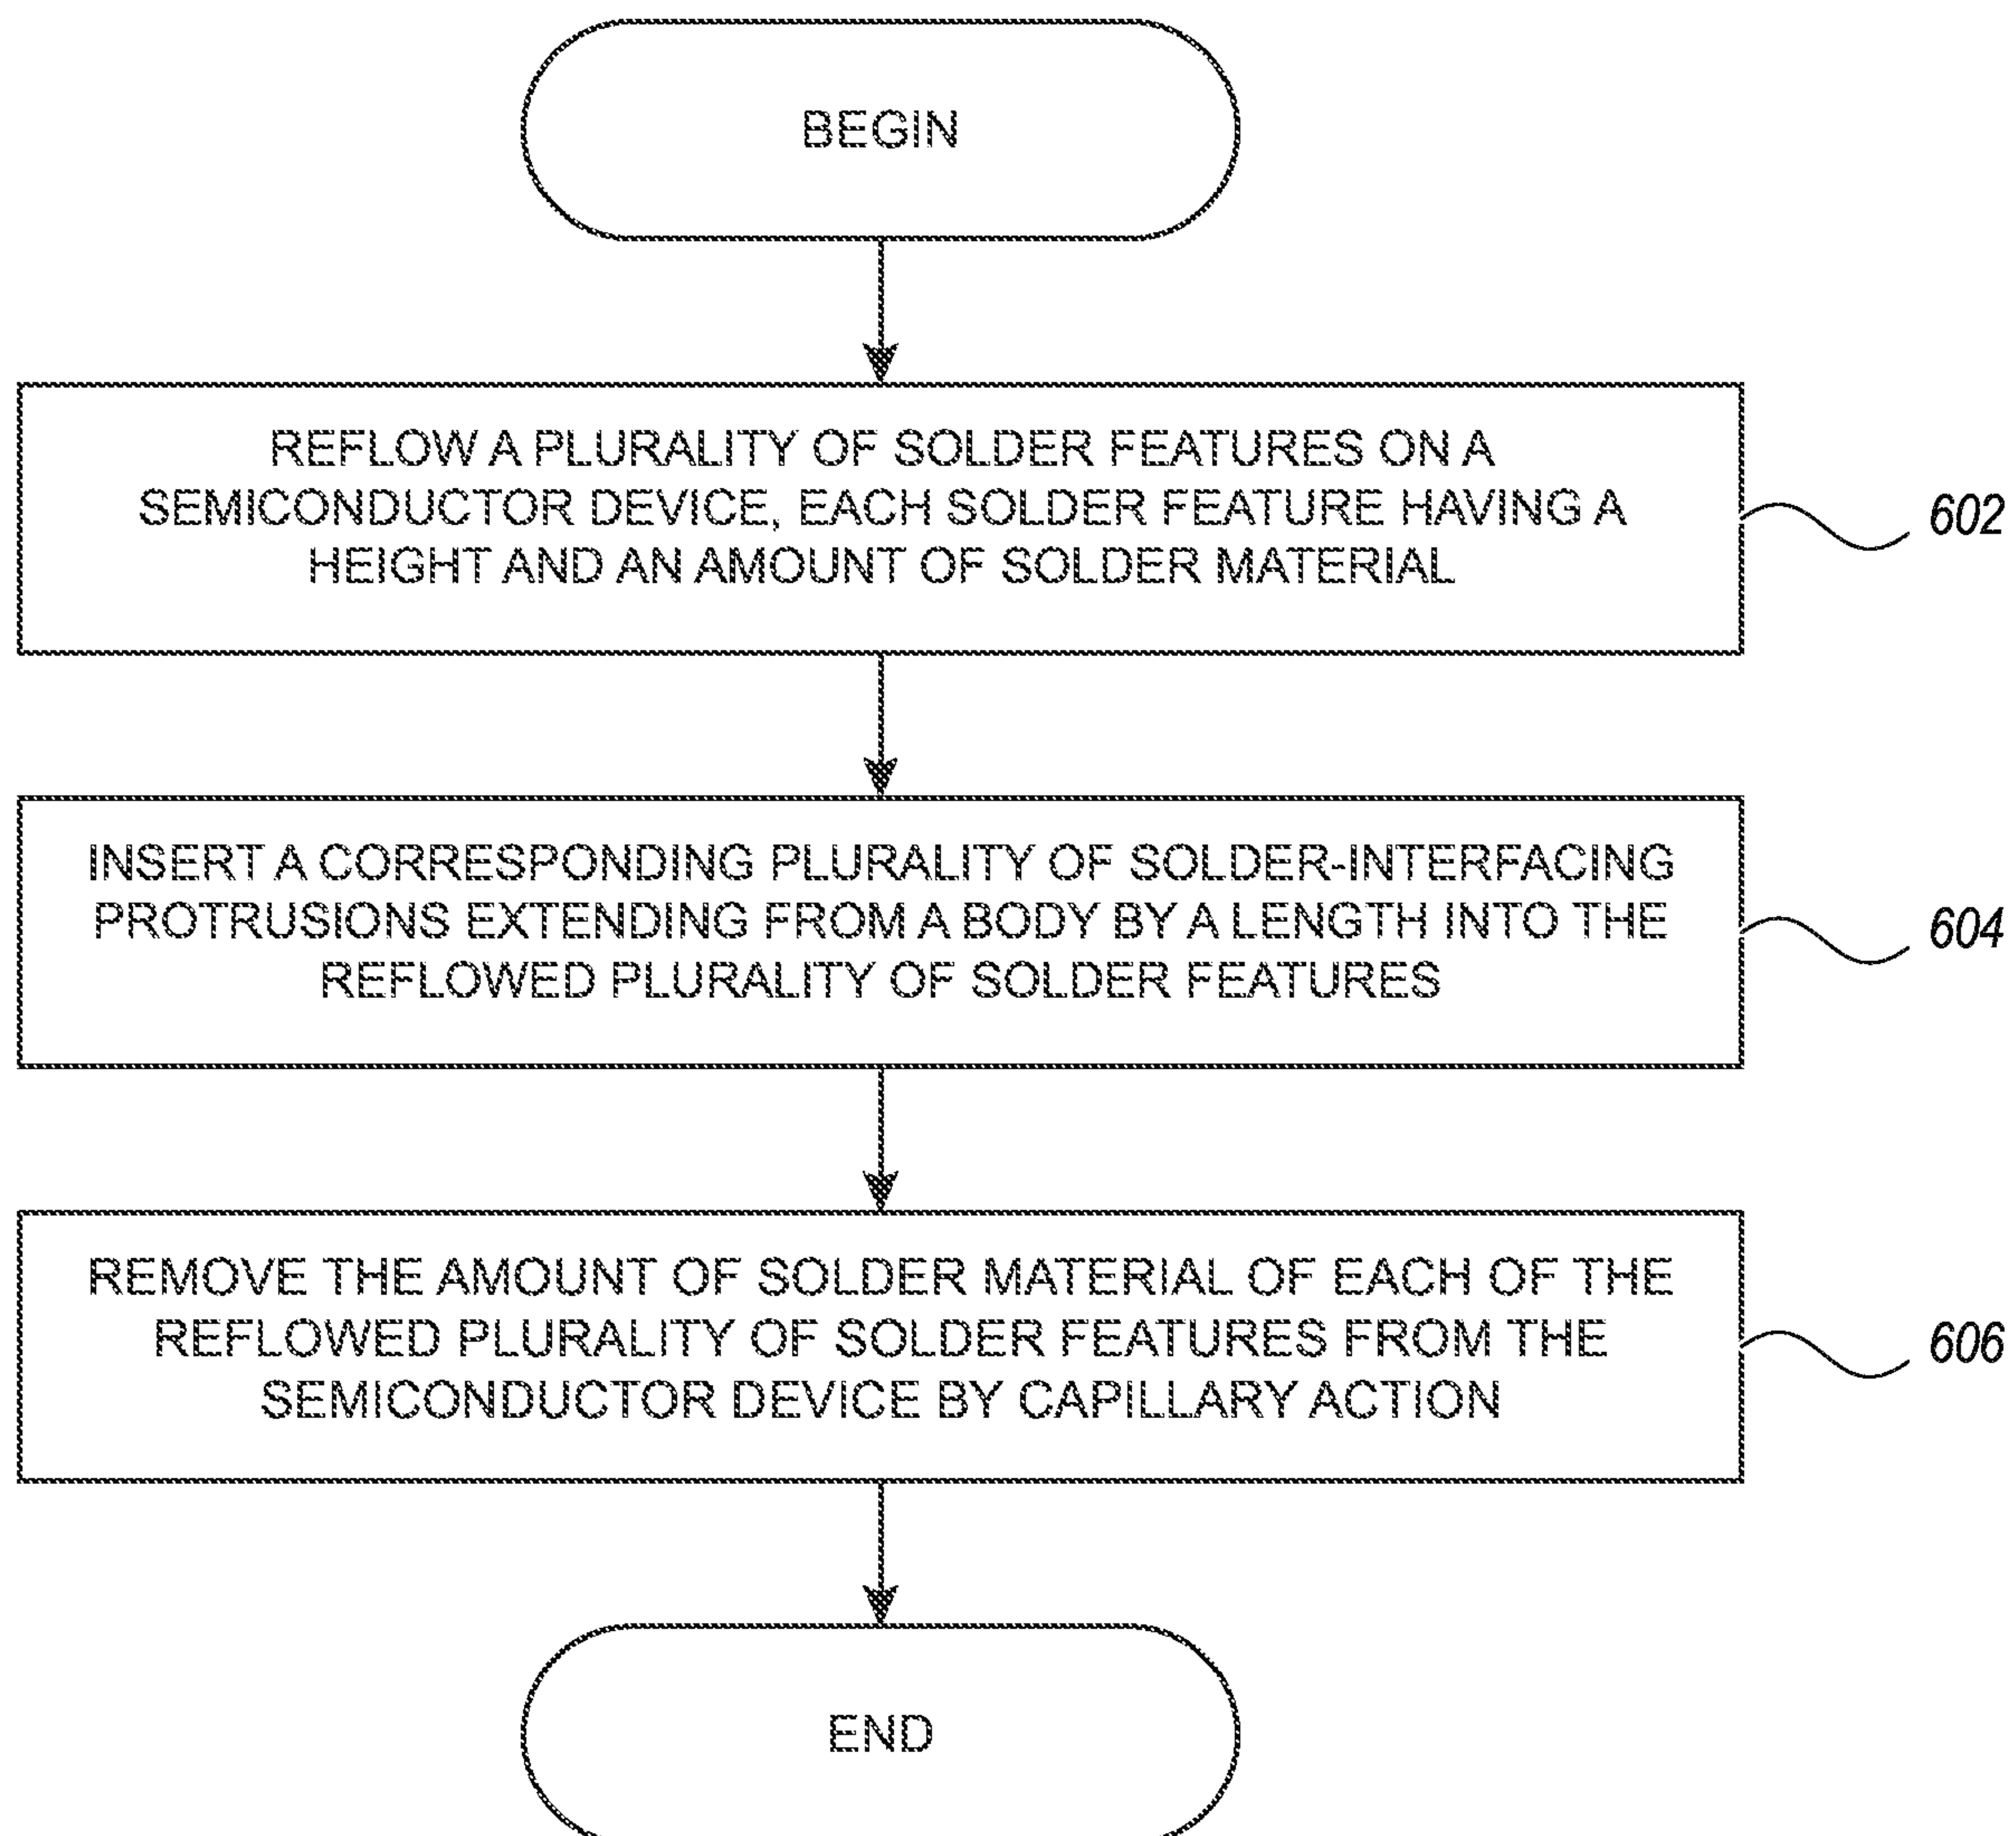 BEGIN
REFLOW A PLURALITY OF SOLDER FEATURES ON A
SEMICONDUCTOR DEVICE, EACH SOLDER FEATURE HAVING A
HEIGHT AND AN AMOUNT OF SOLDER MATERIAL
602
INSERT A CORRESPONDING PLURALITY OF SOLDER-INTERFACING
PROTRUSIONS EXTENDING FROM A BODY BY A LENGTH INTO THE
REFLOWED PLURALITY OF SOLDER FEATURES
604
REMOVE THE AMOUNT OF SOLDER MATERIAL OF EACH OF THE
REFLOWED PLURALITY OF SOLDER FEATURES FROM THE
SEMICONDUCTOR DEVICE BY CAPILLARY ACTION
606
END